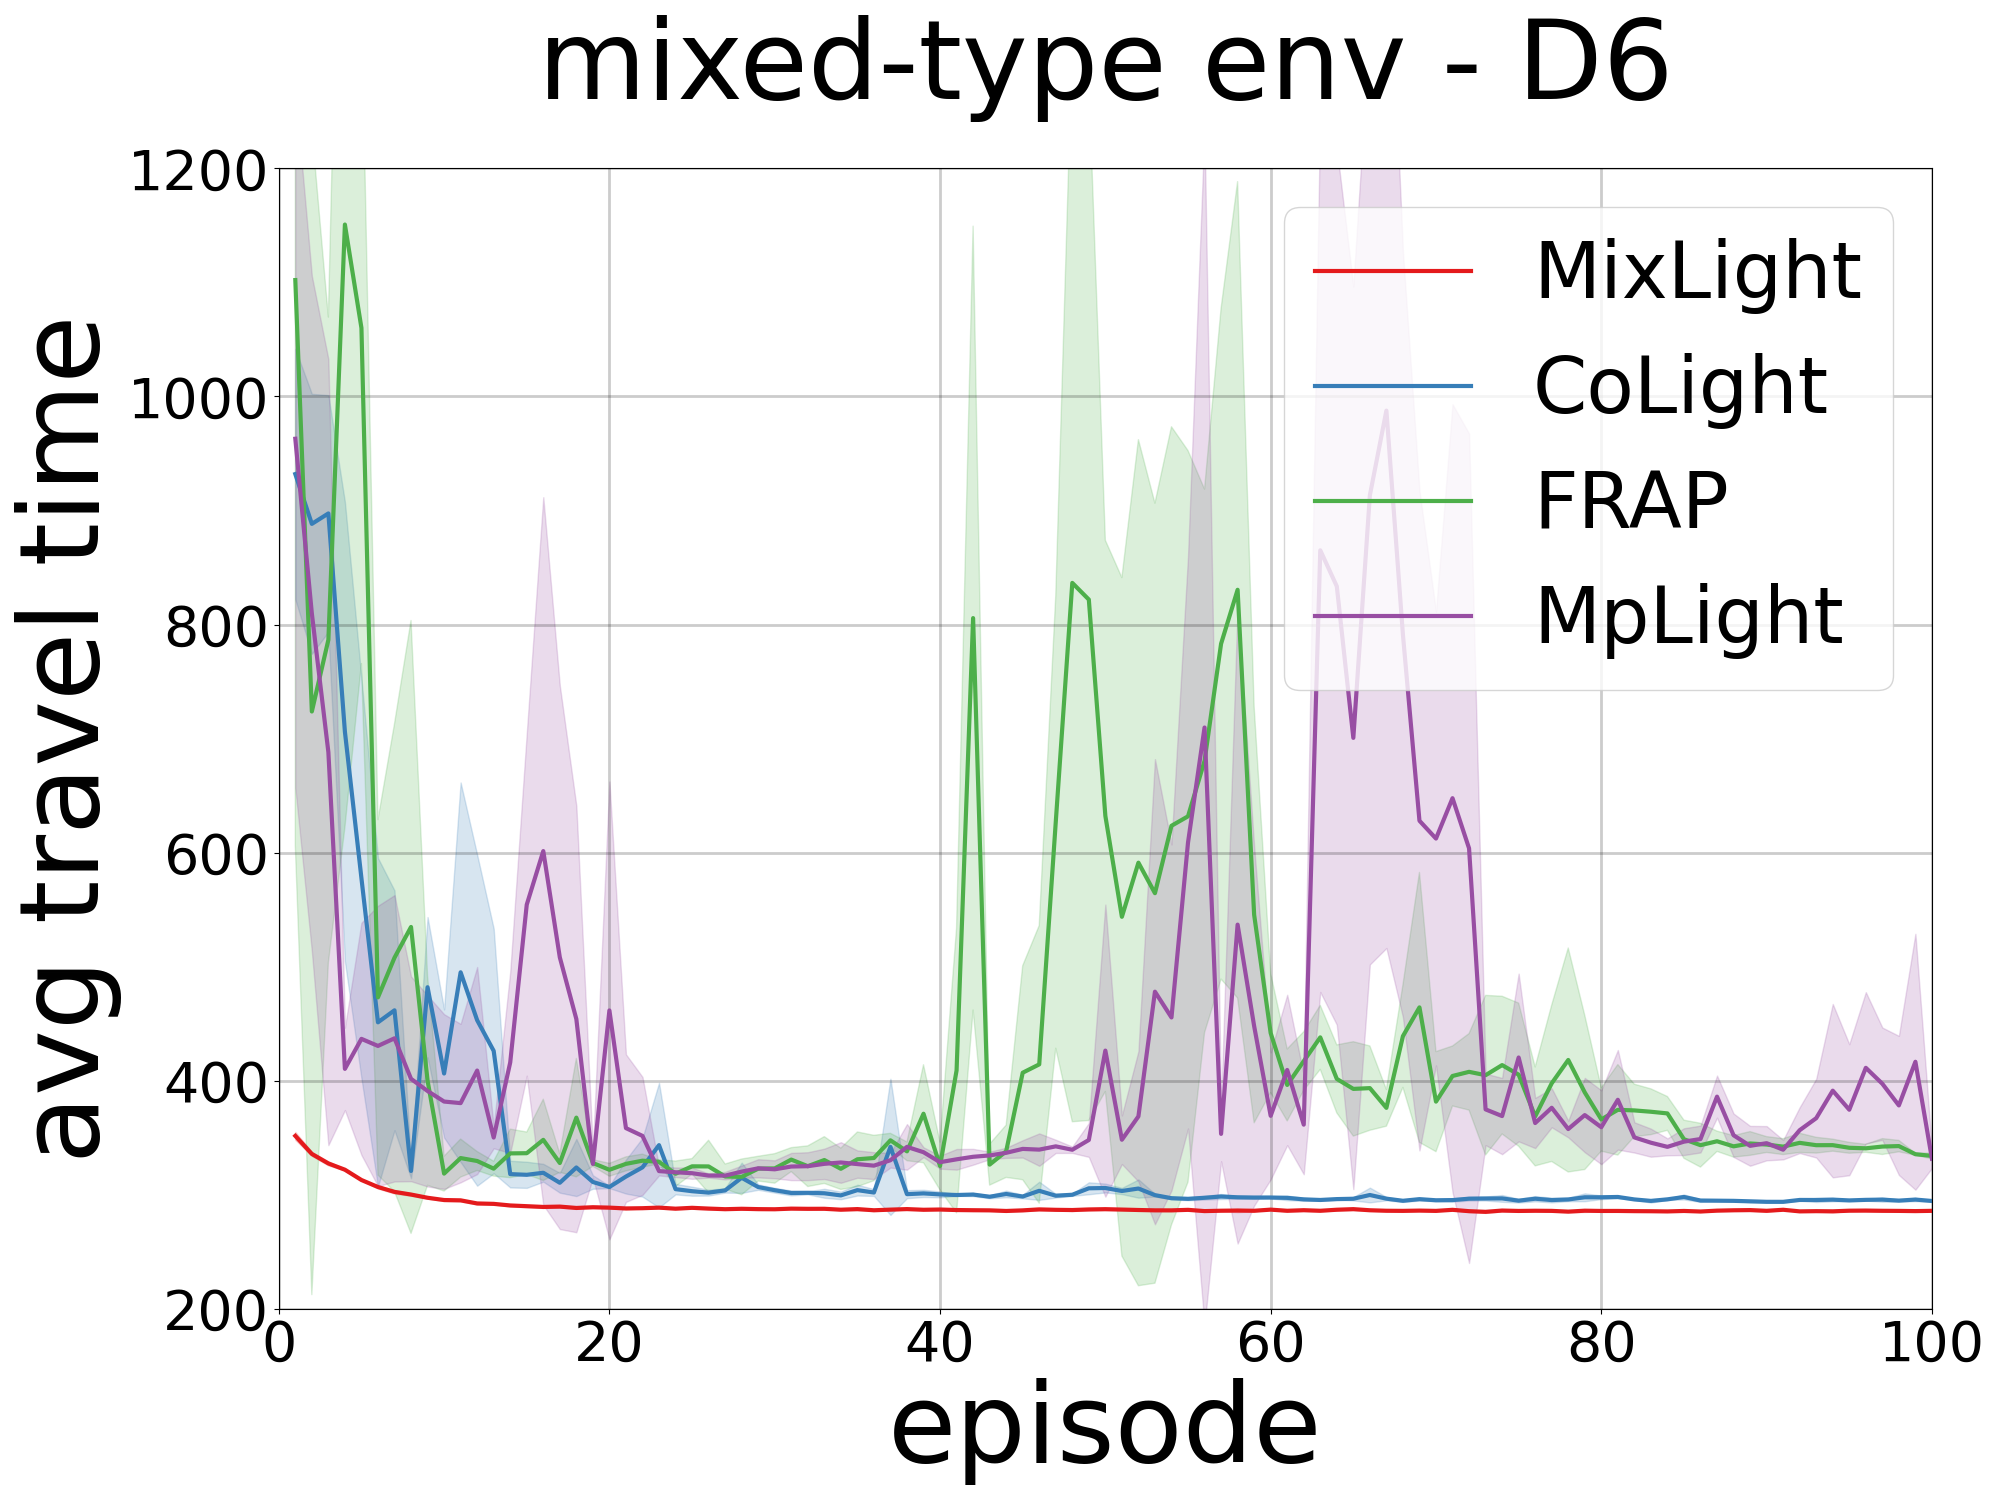 mixed-type env - D6
1200
1000
800
600
400
200
avg travel time
0 20 40 60 80 100
episode
MixLight
CoLight
FRAP
MpLight